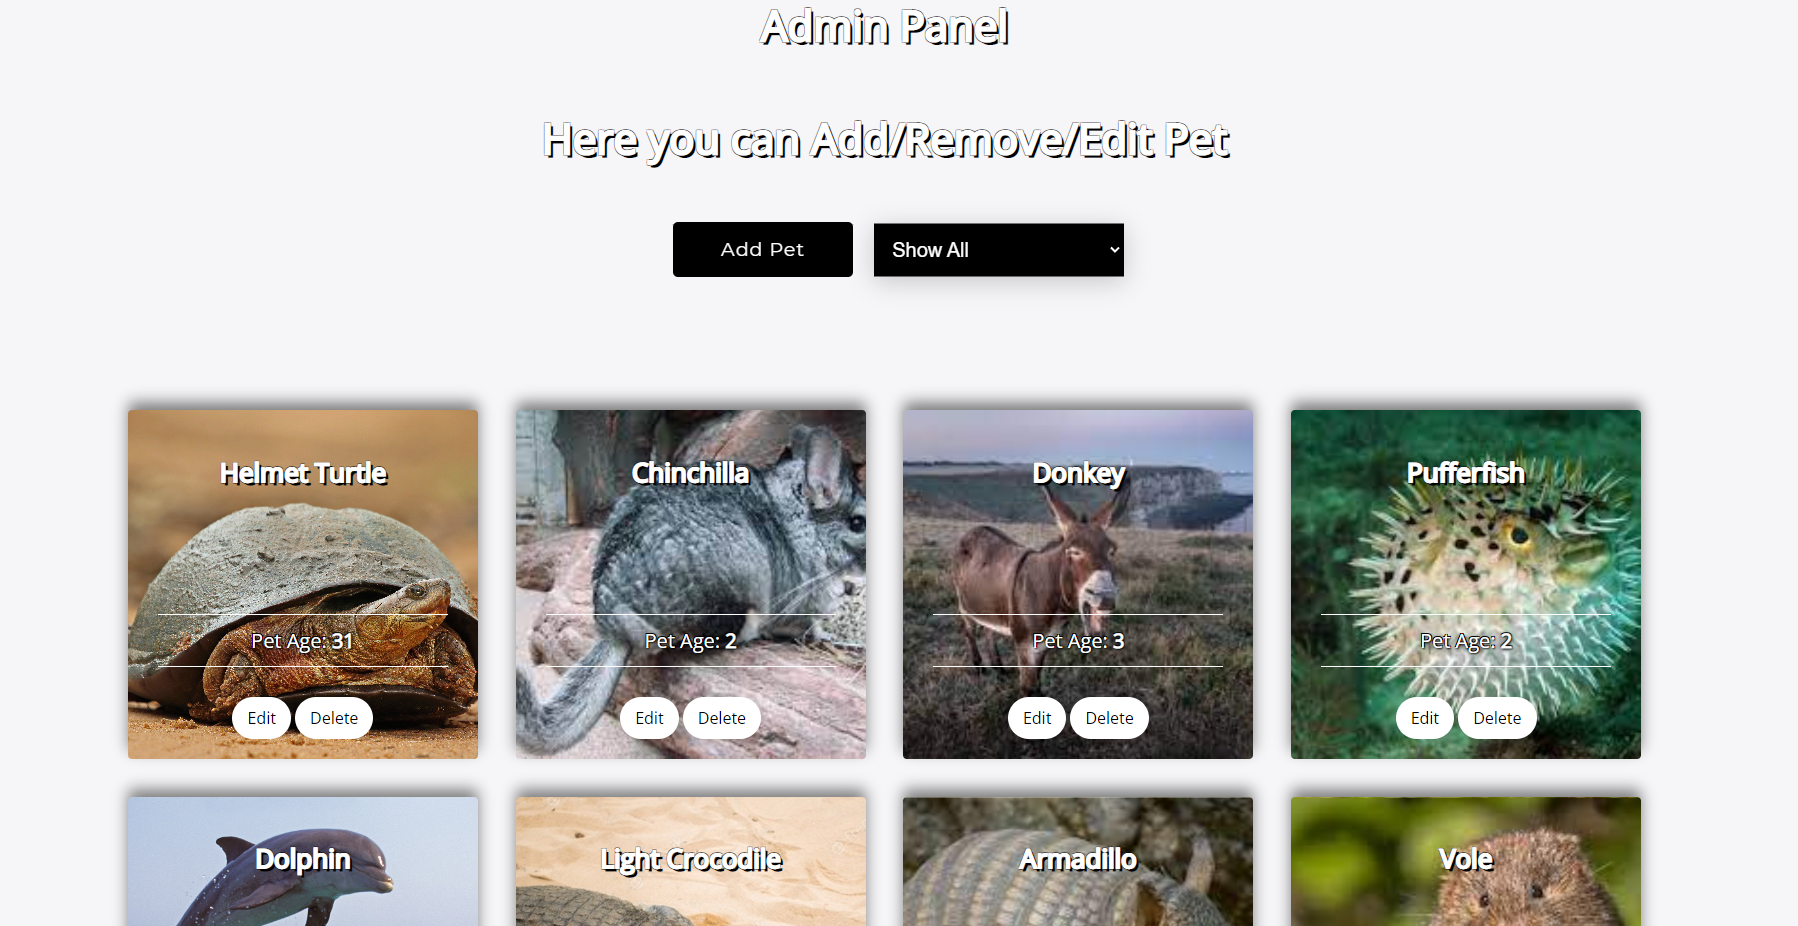 Admin Panel
Here you can Add/Remove/Edit Pet
Add Pet
Show All
Helmet Turtle
Pet Age: 31
Edit
Delete
Chinchilla
Pet Age: 2
Edit
Delete
Donkey
Pet Age: 3
Edit
Delete
Pufferfish
Pet Age: 2
Edit
Delete
Dolphin
Light Crocodile
Armadillo
Vole